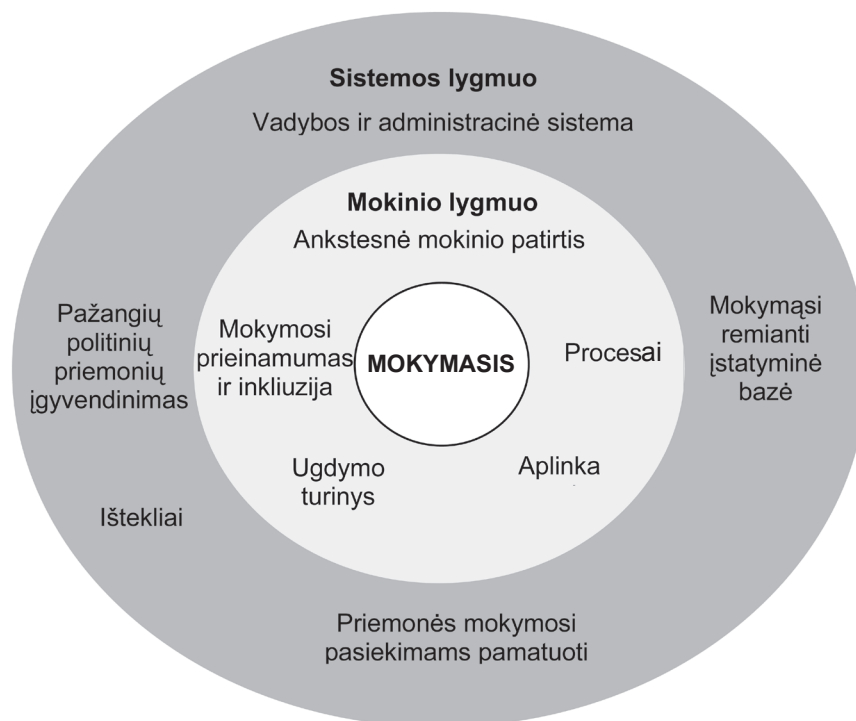 Sistemos lygmuo
Vadybos ir administracinė sistema
Mokinio lygmuo
Ankstesnė mokinio patirtis
Pažangių
politinių
priemonių
įgyvendinimas
Mokymosi
prieinamumas
ir inkliuzija
MOKYMASIS
Procesai
Mokymąsi
remianti
įstatyminė
bazė
Ugdymo
turinys
Aplinka
Ištekliai
Priemonės mokymosi
pasiekimams pamatuoti